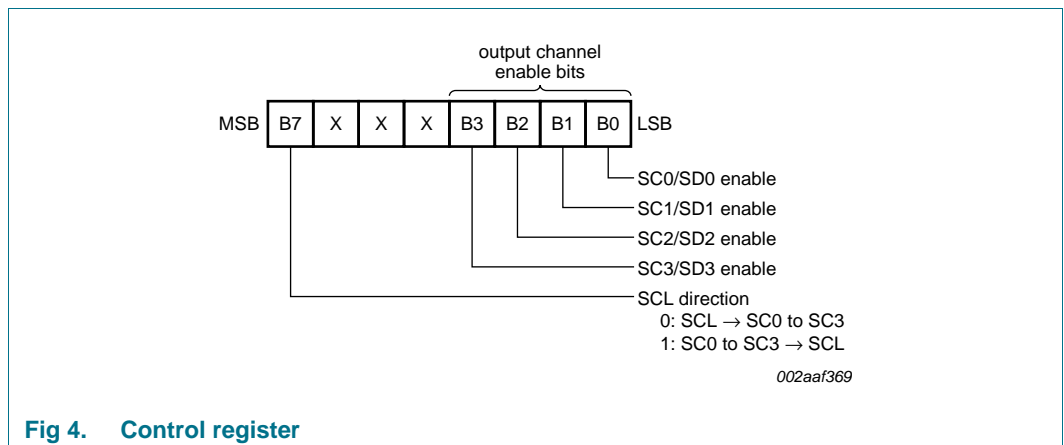 output channel
enable bits
MSB B7 X X X B3 B2 B1 B0 LSB
SC0/SD0 enable
SC1/SD1 enable
SC2/SD2 enable
SC3/SD3 enable
SCL direction
0: SCL → SC0 to SC3
1: SC0 to SC3 → SCL
002aaf369
Fig 4. Control register